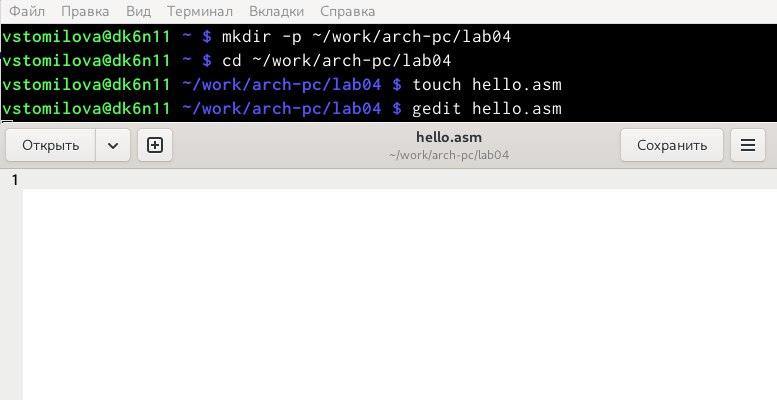 Файл Правка Вид Терминал Вкладки Справка
vstomilova@dk6n11 ~ $ mkdir -p ~/work/arch-pc/lab04
vstomilova@dk6n11 ~ $ cd ~/work/arch-pc/lab04
vstomilova@dk6n11 ~/work/arch-pc/lab04 $ touch hello.asm
vstomilova@dk6n11 ~/work/arch-pc/lab04 $ gedit hello.asm
Открыть hello.asm Сохранить
~/work/arch-pc/lab04
1